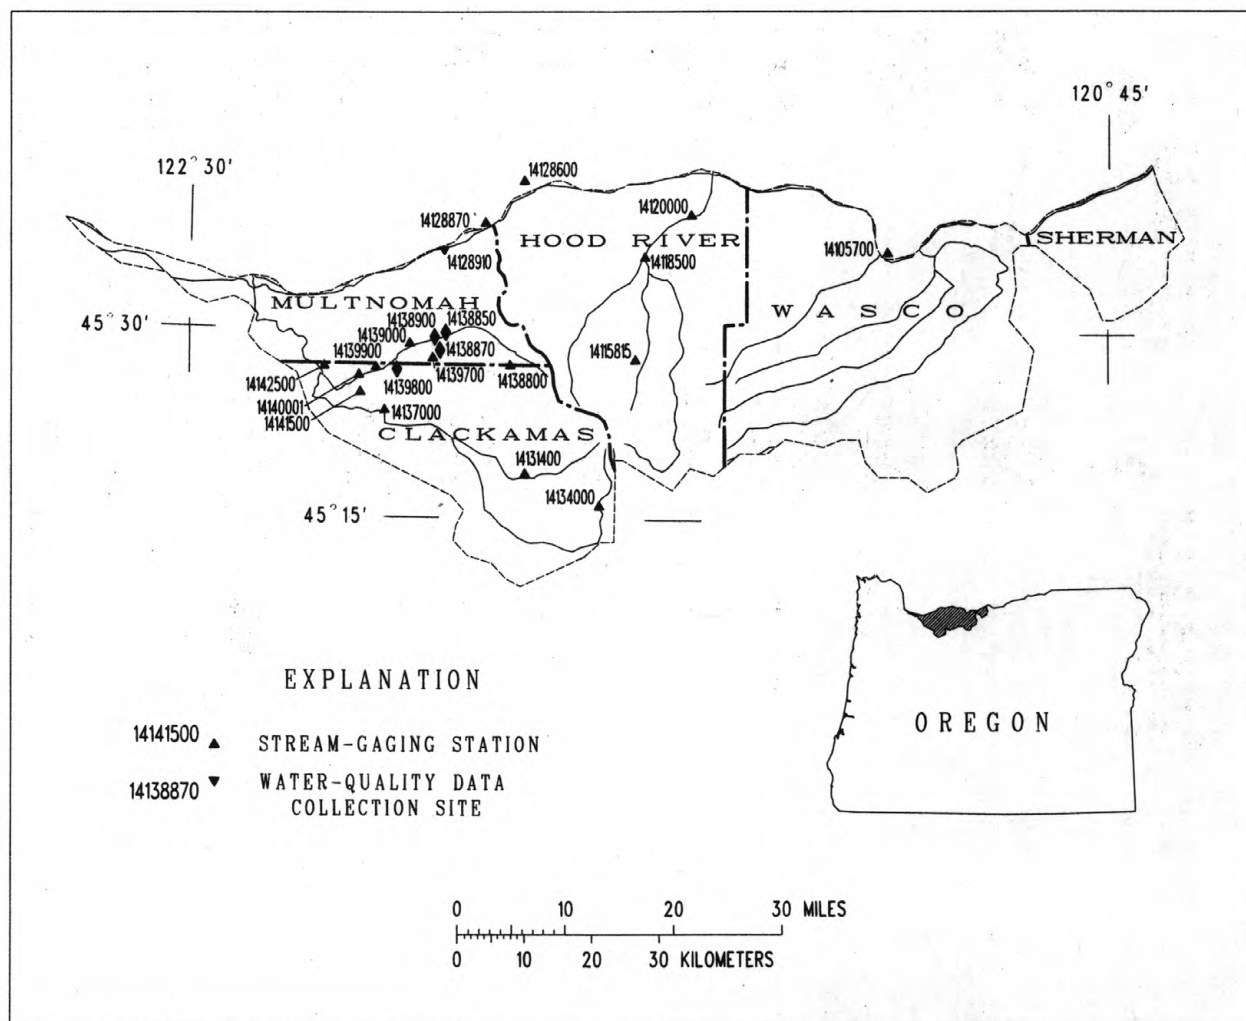 120° 45'
122° 30'
14128600
14128870
14120000
HOOD RIVER
14105700
SHERMAN
14128910
14118500
MULTNOMAH
WASCO
45° 30'
14138900
14138850
14139000
14139900
14138870
14115815
14142500
14139700
14138800
14139800
14140001
14141500
14137000
CLACKAMAS
14131400
14134000
45° 15'
EXPLANATION
14141500 STREAM-GAGING STATION
14138870 WATER-QUALITY DATA
COLLECTION SITE
OREGON
0 10 20 30 MILES
0 10 20 30 KILOMETERS